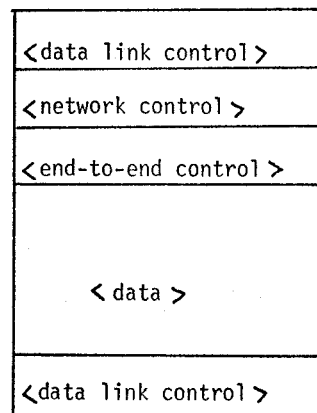 <data link control>
<network control>
<end-to-end control>
<data>
<data link control>